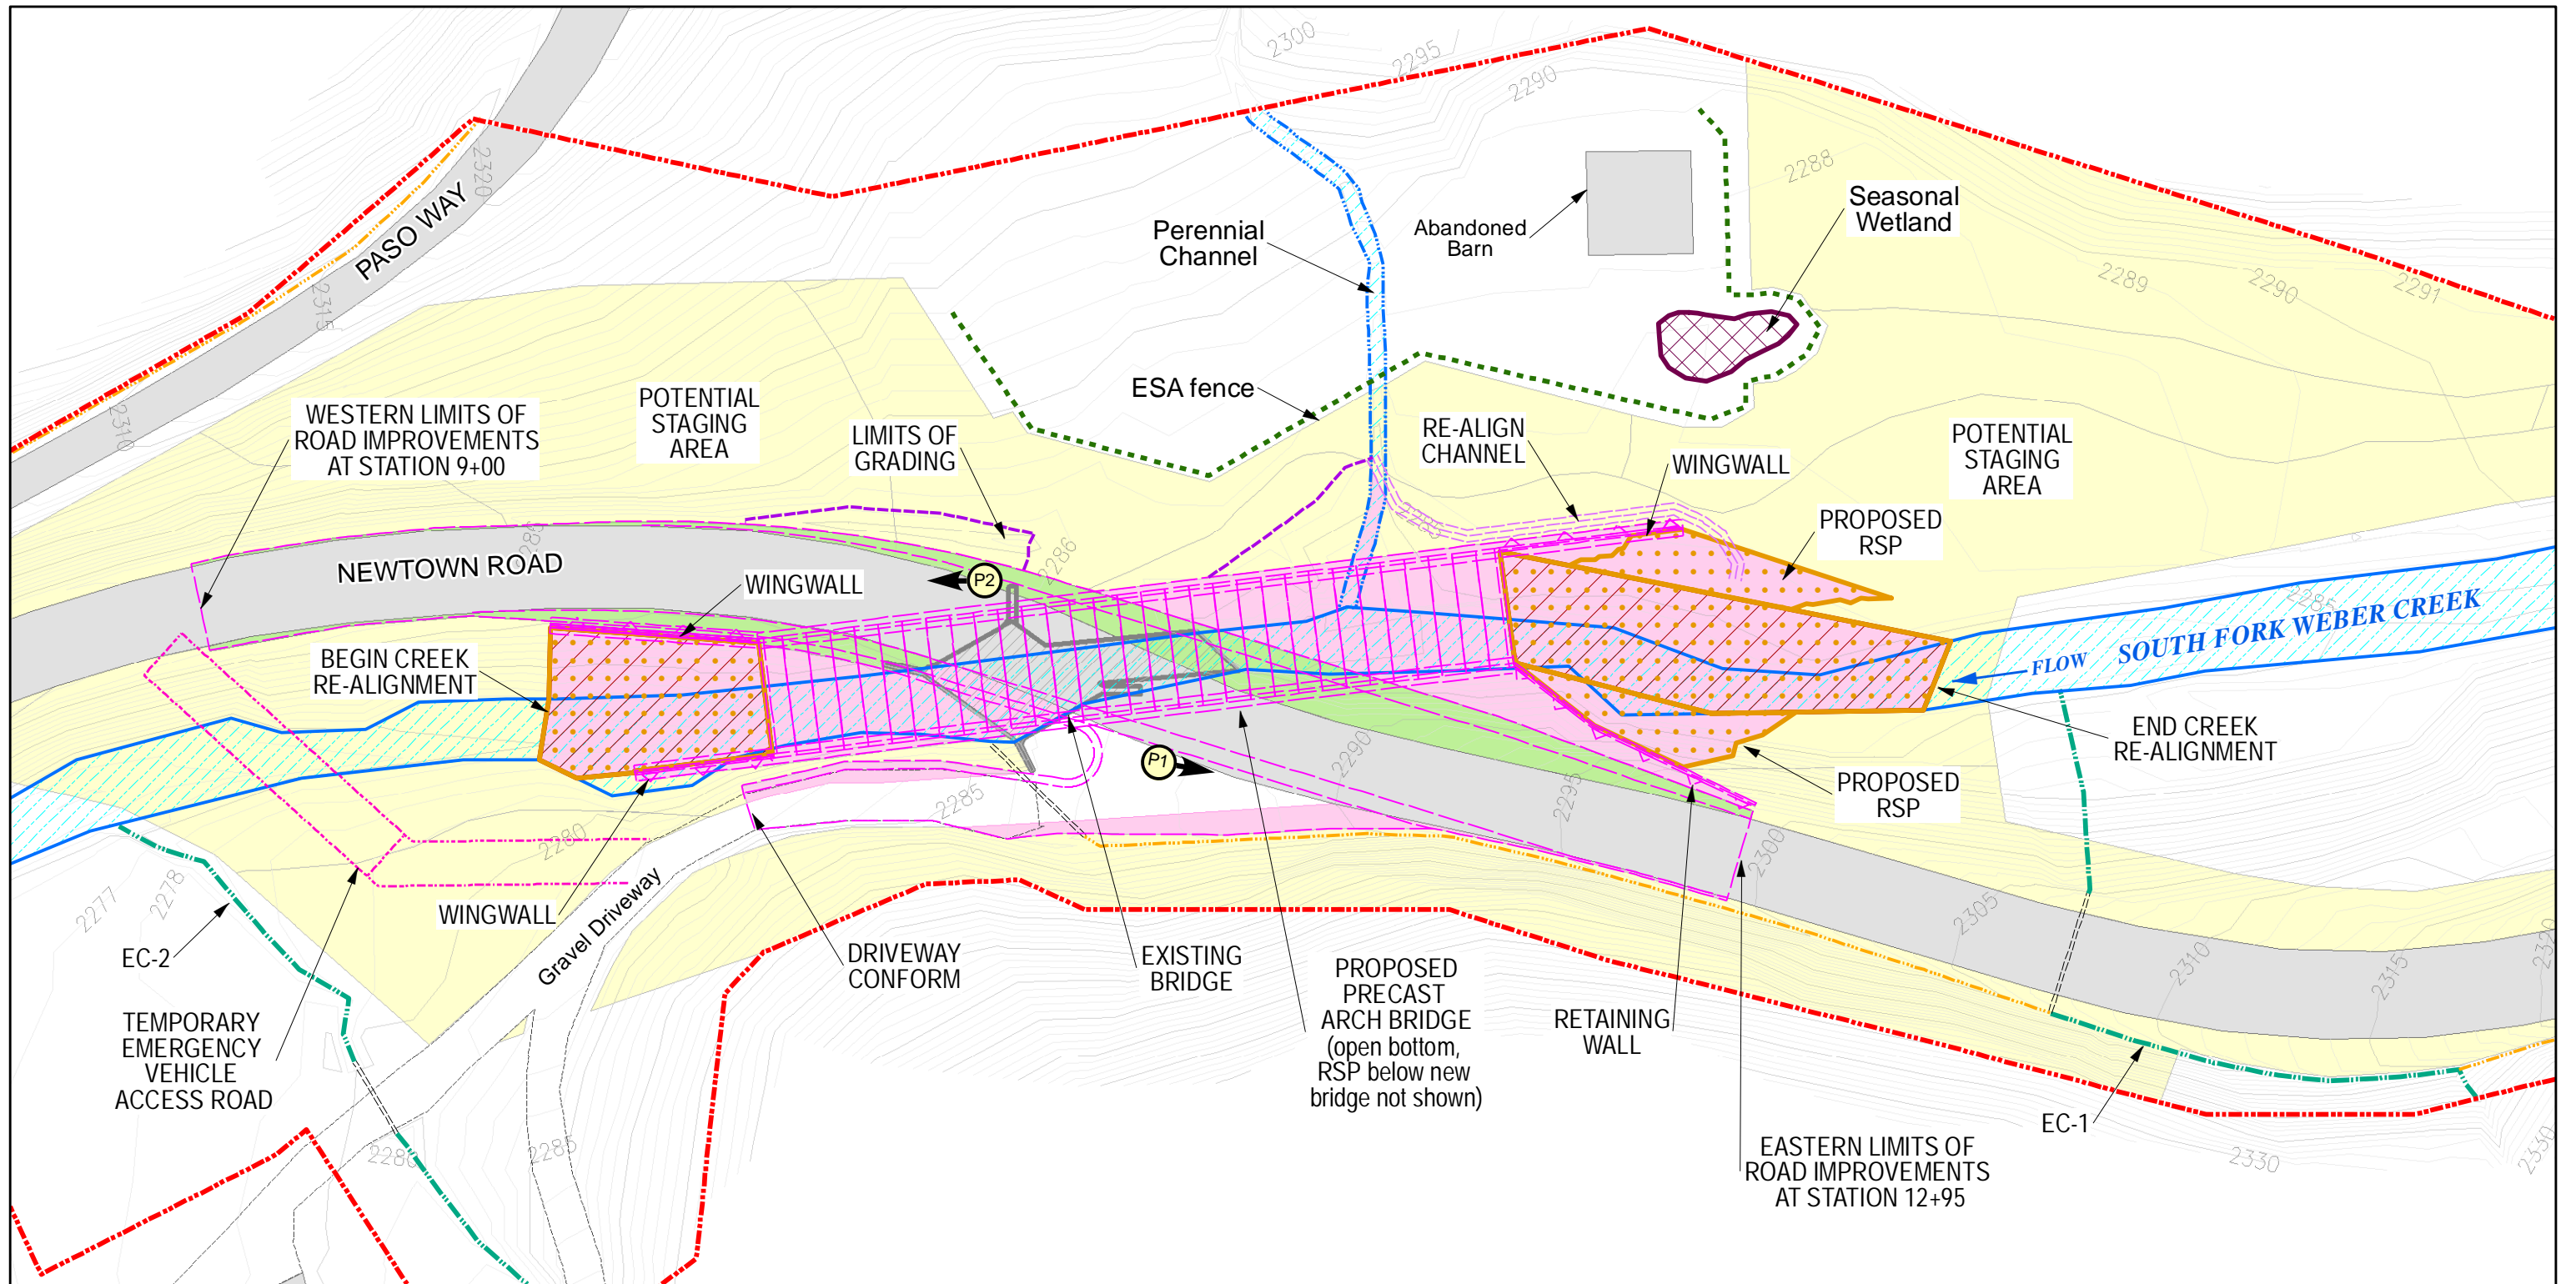 2300
2295
2290
2320
PASO WAY
2315
2310
2288
Seasonal
Wetland
Perennial
Channel
Abandoned
Barn
2289
2290
2291
ESA fence
WESTERN LIMITS OF
ROAD IMPROVEMENTS
AT STATION 9+00
POTENTIAL
STAGING
AREA
LIMITS OF
GRADING
RE-ALIGN
CHANNEL
WINGWALL
POTENTIAL
STAGING
AREA
PROPOSED
RSP
2286
NEWTOWN ROAD
P2
WINGWALL
2285
SOUTH FORK WEBER CREEK
FLOW
BEGIN CREEK
RE-ALIGNMENT
END CREEK
RE-ALIGNMENT
P1
2290
2295
PROPOSED
RSP
2285
2280
2300
2277
2278
Gravel Driveway
WINGWALL
EC-2
DRIVEWAY
CONFORM
EXISTING
BRIDGE
PROPOSED
PRECAST
ARCH BRIDGE
(open bottom,
RSP below new
bridge not shown)
RETAINING
WALL
2305
2310
2315
TEMPORARY
EMERGENCY
VEHICLE
ACCESS ROAD
EC-1
EASTERN LIMITS OF
ROAD IMPROVEMENTS
AT STATION 12+95
2285
2330